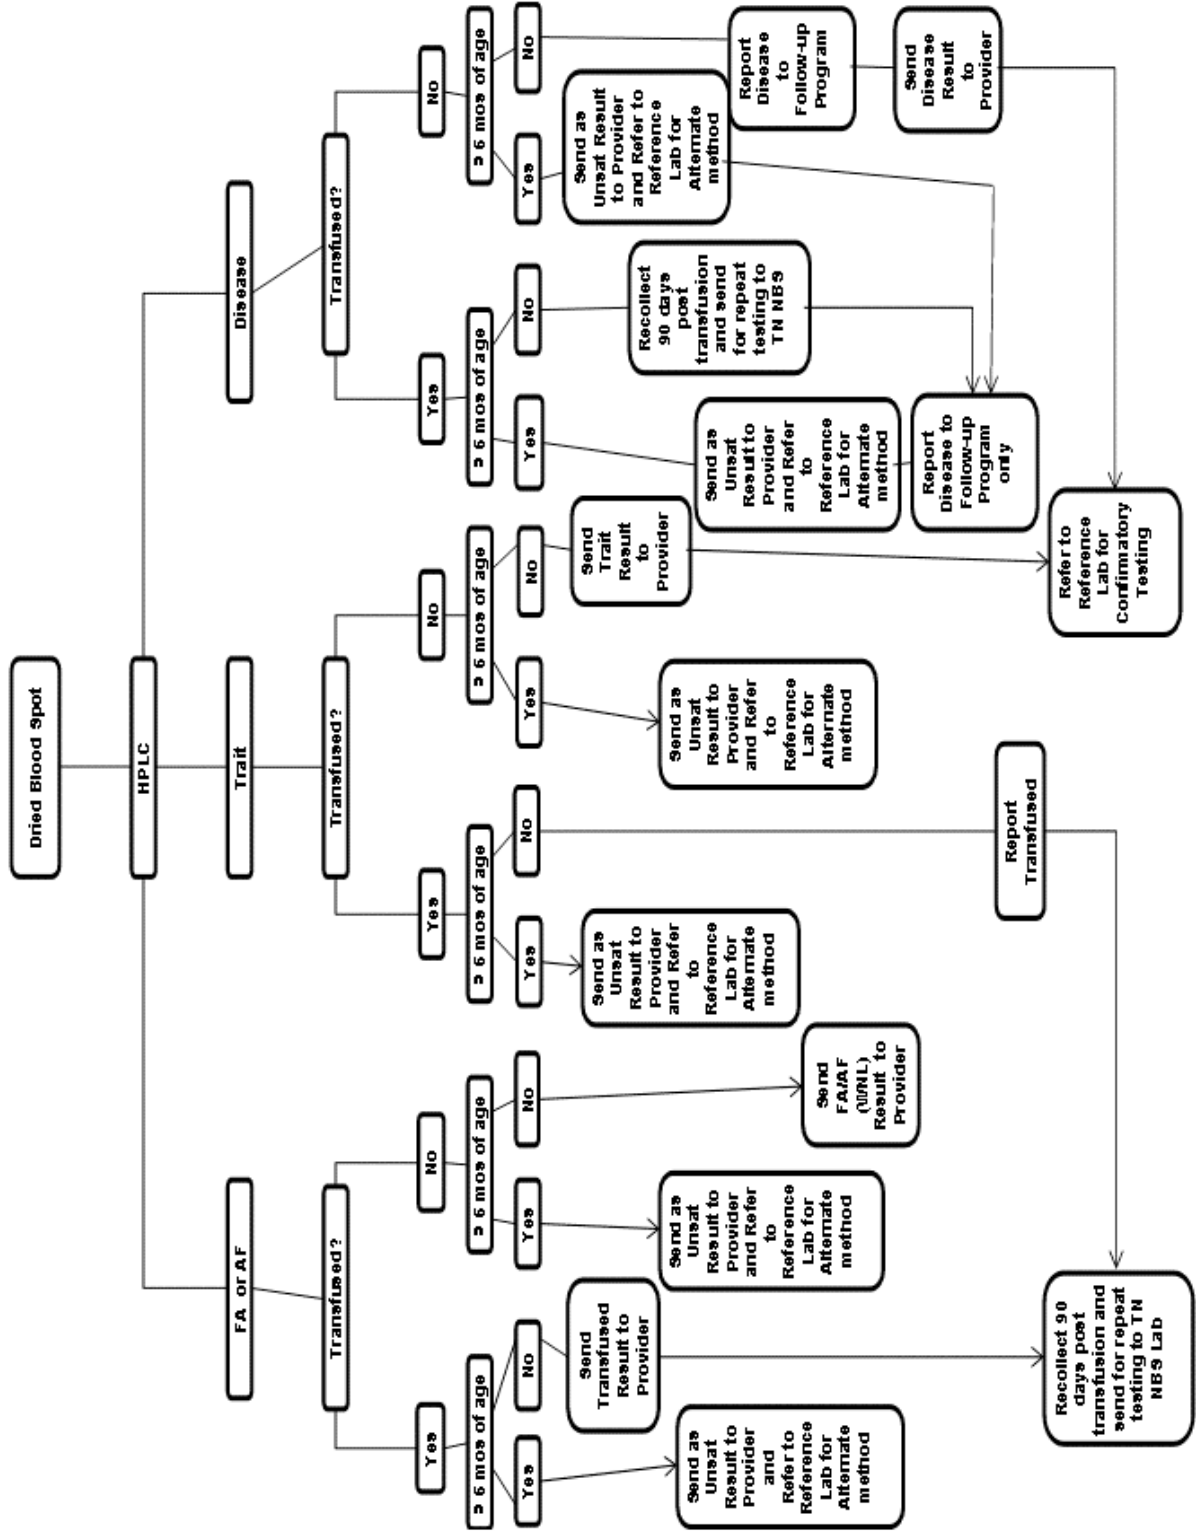 Dried Blood Spot
HPLC
FA or AF
Trait
Disease
Transfused?
Transfused?
Transfused?
Yes
No
Yes
No
Yes
No
≥ 6 mos of age
≥ 6 mos of age
≥ 6 mos of age
≥ 6 mos of age
≥ 6 mos of age
≥ 6 mos of age
Yes
No
Yes
No
Yes
No
Yes
No
Yes
No
Yes
No
Send as
Unsat
Result to
Provider
and
Refer to
Reference
Lab for
Alternate
method
Send
Transfused
Result to
Provider
Send as
Unsat
Result to
Provider
and Refer
to
Reference
Lab for
Alternate
method
Send
FA/AF
(WNL)
Result to
Provider
Send as
Unsat
Result to
Provider
and Refer
to
Reference
Lab for
Alternate
method
Send as
Unsat
Result to
Provider
and Refer
to
Reference
Lab for
Alternate
method
Send
Trait
Result
to
Provider
Send as
Unsat
Result to
Provider
and Refer
to
Reference
Lab for
Alternate
method
Recollect
90 days
post
transfusion
and send
for repeat
testing to
TN NBS
Send as
Unsat Result
to Provider
and Refer to
Reference
Lab for
Alternate
method
Report
Disease
to
Follow-up
Program
Send
Disease
Result
to
Provider
Report
Disease to
Follow-up
Program
only
Report
Transfused
Recollect 90
days post
transfusion and
send for repeat
testing to TN
NBS Lab
Refer to
Reference
Lab for
Confirmatory
Testing